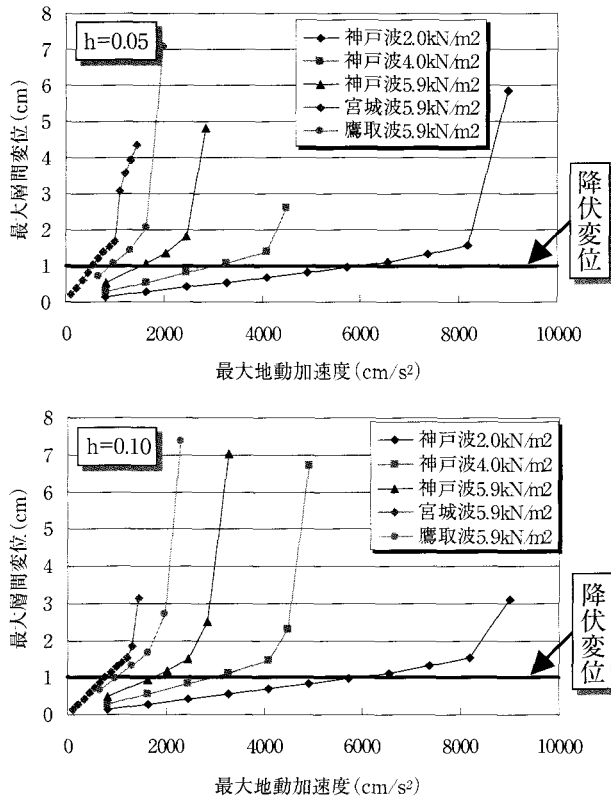 8
7
6
5
4
3
2
1
0
最大層間変位(cm)
h=0.05
神戸波2.0kN/m2
神戸波4.0kN/m2
神戸波5.9kN/m2
宮城波5.9kN/m2
鷹取波5.9kN/m2
降伏変位
0 2000 4000 6000 8000 10000
最大地動加速度(cm/s²)
8
7
6
5
4
3
2
1
0
最大層間変位(cm)
h=0.10
神戸波2.0kN/m2
神戸波4.0kN/m2
神戸波5.9kN/m2
宮城波5.9kN/m2
鷹取波5.9kN/m2
降伏変位
0 2000 4000 6000 8000 10000
最大地動加速度(cm/s²)